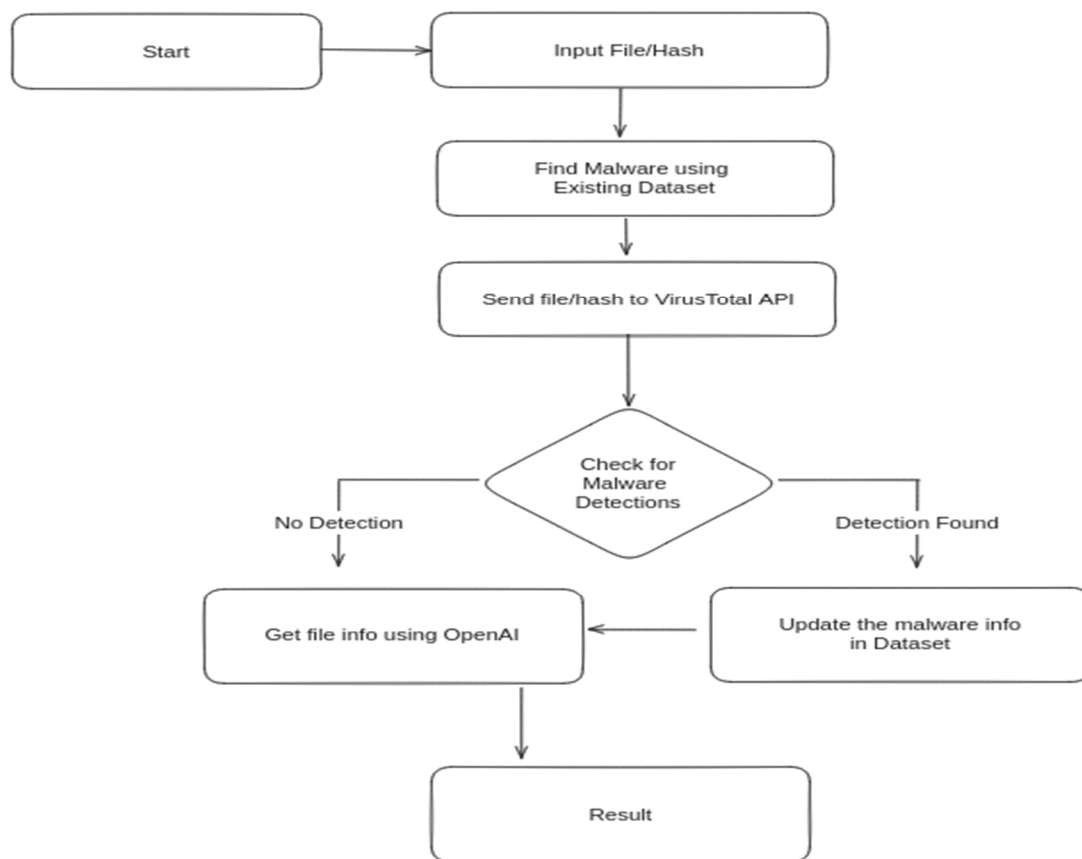 Start
Input File/Hash
Find Malware using
Existing Dataset
Send file/hash to VirusTotal API
Check for
Malware
Detections
No Detection
Detection Found
Get file info using OpenAI
Update the malware info
in Dataset
Result